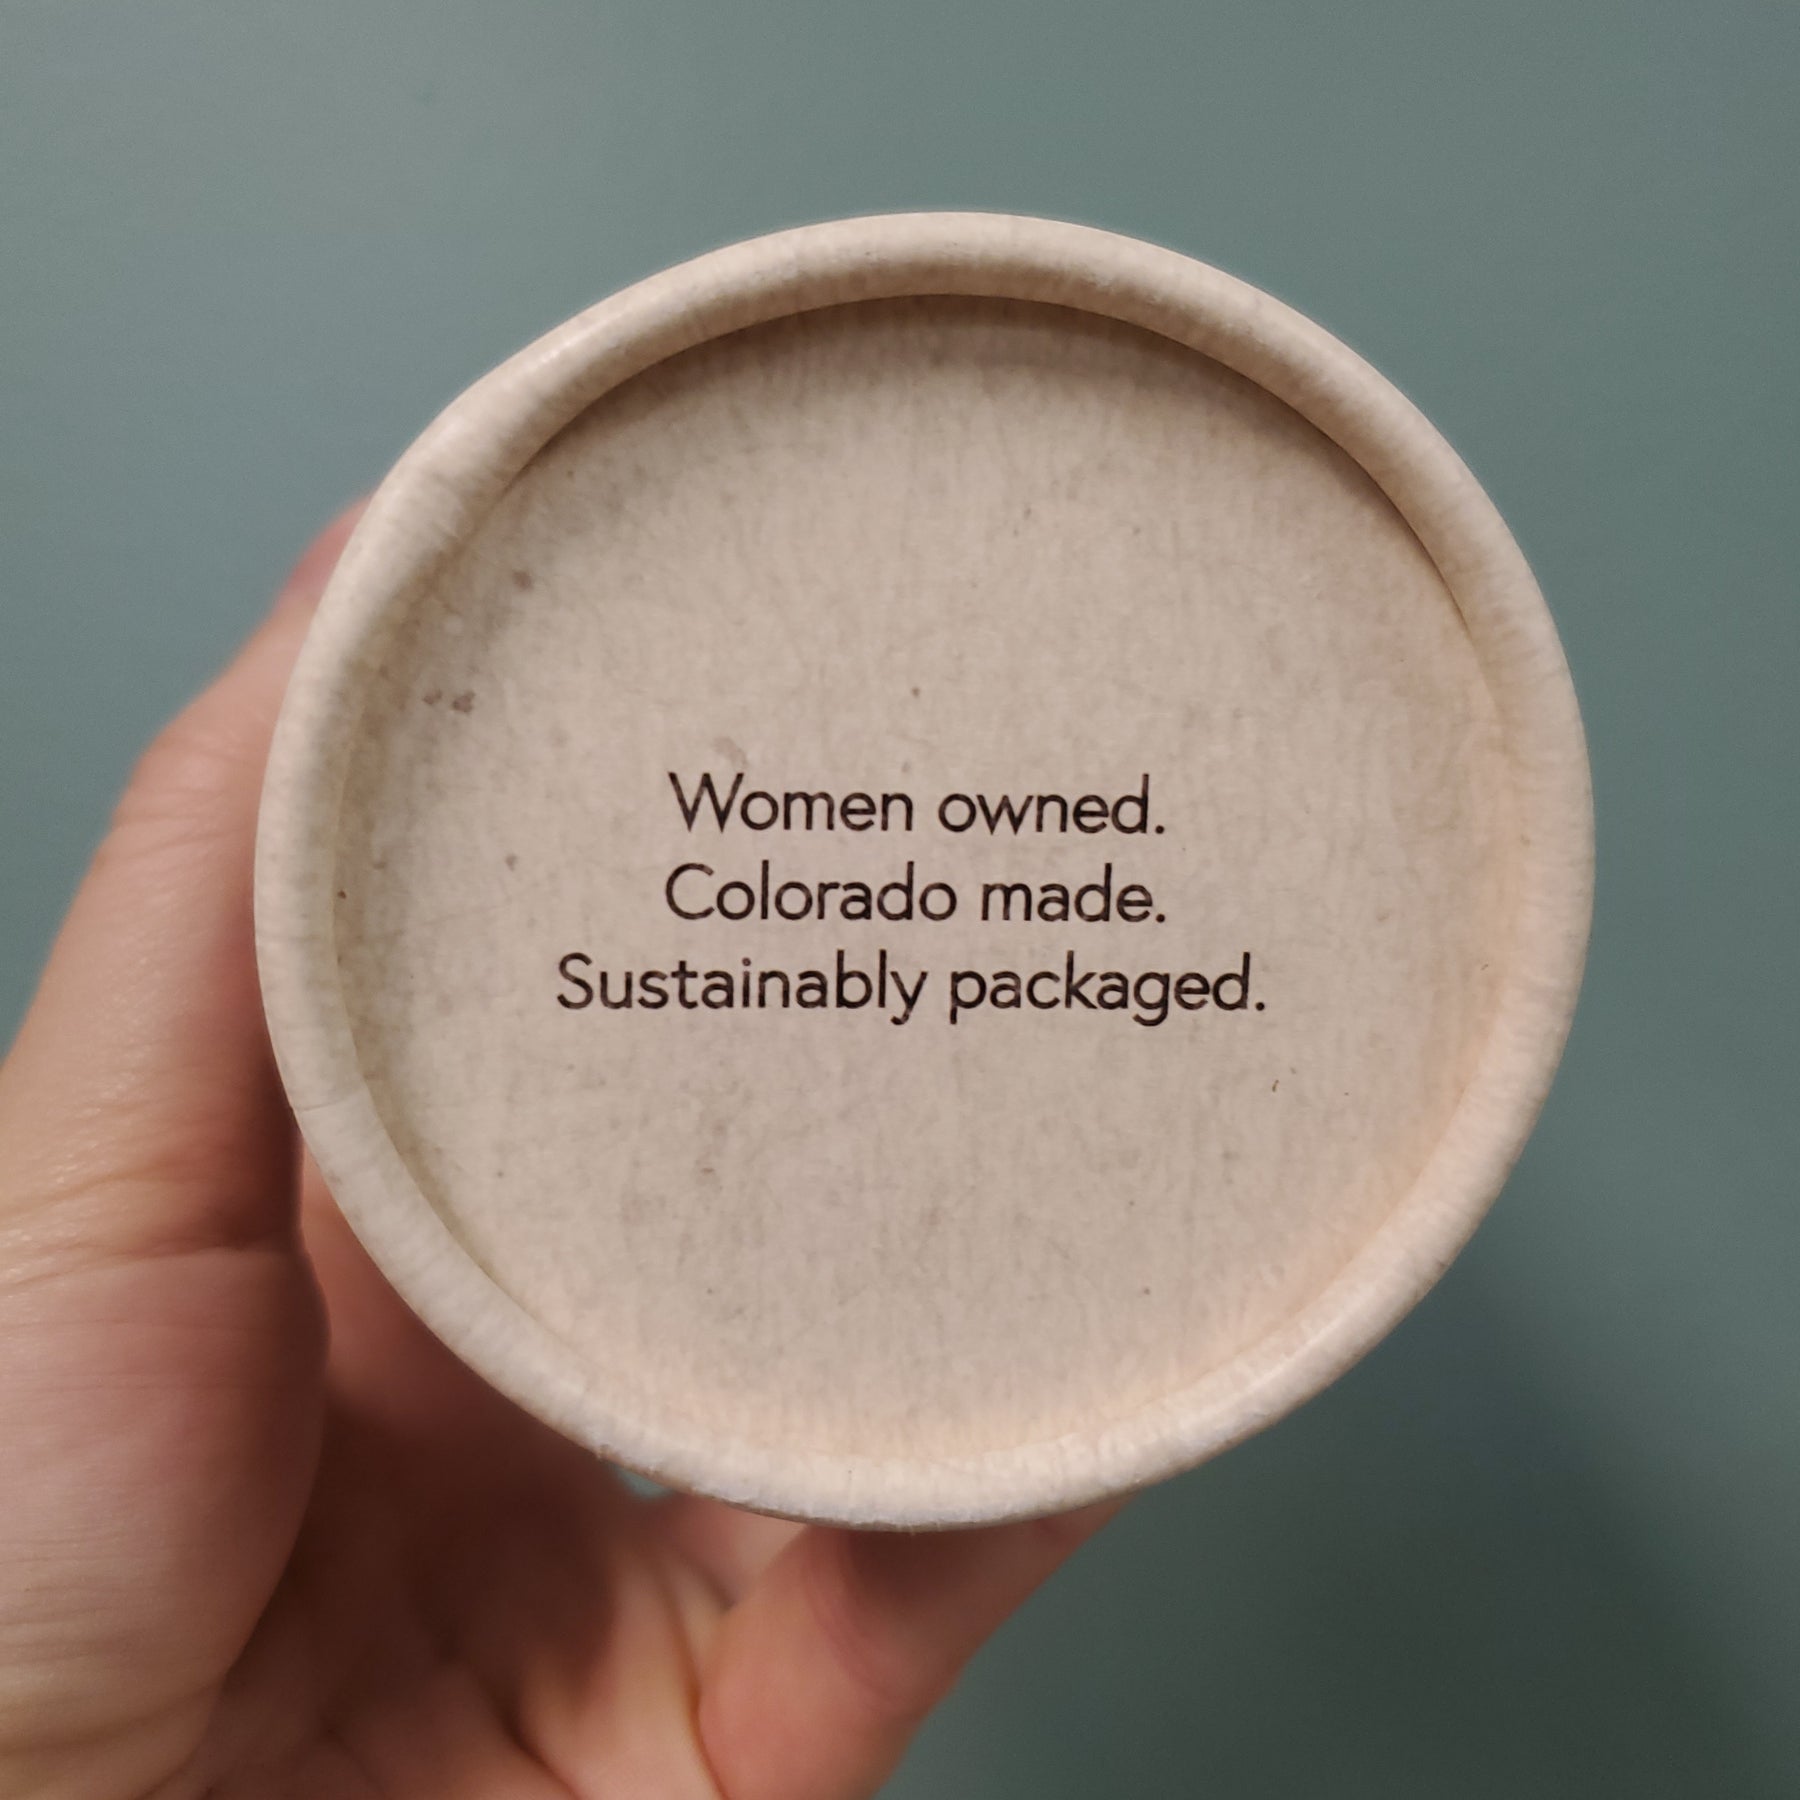 Women owned.
Colorado made.
Sustainably packaged.